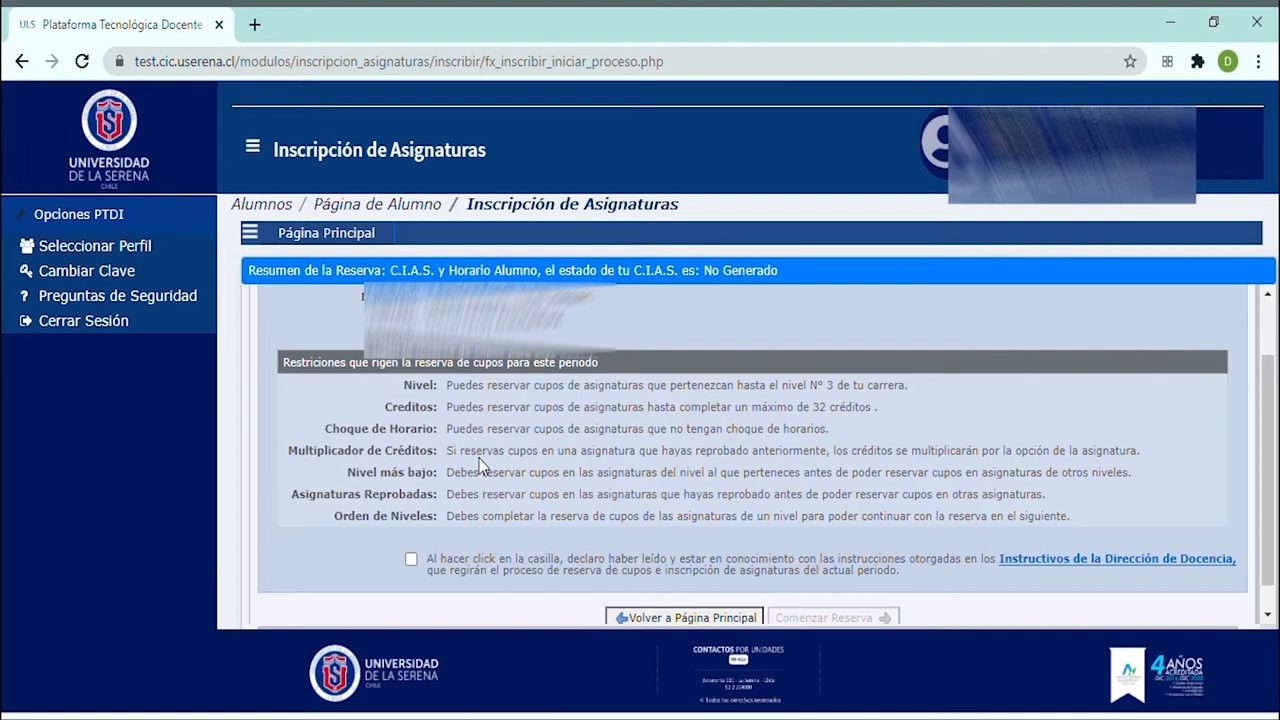 ULS Plataforma Tecnológica Docente
test.cic.userena.cl/modulos/inscripcion_asignaturas/inscribir/fx_inscribir_iniciar_proceso.php
D
UNIVERSIDAD
DE LA SERENA
CHILE
Inscripción de Asignaturas
Opciones PTDI
Seleccionar Perfil
Cambiar Clave
Preguntas de Seguridad
Cerrar Sesión
Alumnos / Página de Alumno / Inscripción de Asignaturas
Página Principal
Resumen de la Reserva: C.I.A.S. y Horario Alumno, el estado de tu C.I.A.S. es: No Generado
Restriciones que rigen la reserva de cupos para este periodo
Nivel: Puedes reservar cupos de asignaturas que pertenezcan hasta el nivel N° 3 de tu carrera.
Creditos: Puedes reservar cupos de asignaturas hasta completar un máximo de 32 créditos .
Choque de Horario: Puedes reservar cupos de asignaturas que no tengan choque de horarios.
Multiplicador de Créditos: Si reservas cupos en una asignatura que hayas reprobado anteriormente, los créditos se multiplicarán por la opción de la asignatura.
Nivel más bajo: Debes reservar cupos en las asignaturas del nivel al que perteneces antes de poder reservar cupos en asignaturas de otros niveles.
Asignaturas Reprobadas: Debes reservar cupos en las asignaturas que hayas reprobado antes de poder reservar cupos en otras asignaturas.
Orden de Niveles: Debes completar la reserva de cupos de las asignaturas de un nivel para poder continuar con la reserva en el siguiente.
Al hacer click en la casilla, declaro haber leído y estar en conocimiento con las instrucciones otorgadas en los Instructivos de la Dirección de Docencia,
que regirán el proceso de reserva de cupos e inscripción de asignaturas del actual periodo.
Volver a Página Principal
Comenzar Reserva
UNIVERSIDAD
DE LA SERENA
CHILE
CONTACTOS POR UNIDADES
© Todos los derechos reservados
4 AÑOS
ACREDITADA